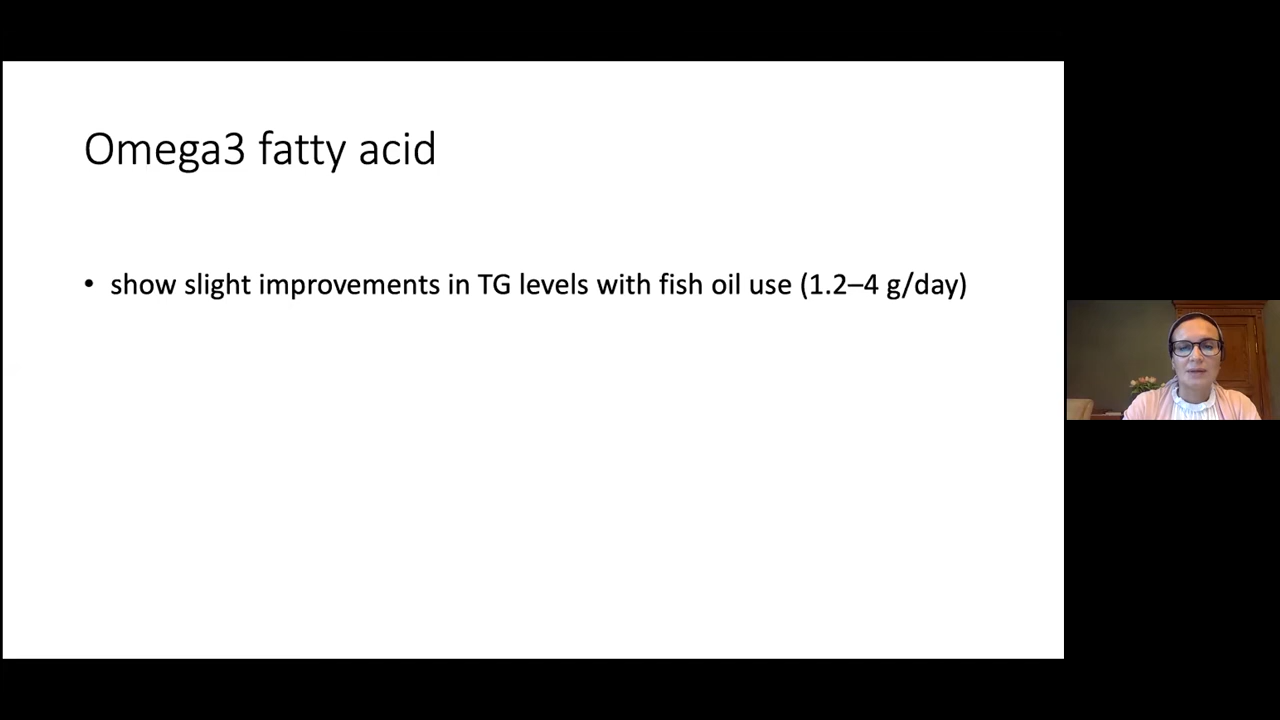 Omega3 fatty acid
• show slight improvements in TG levels with fish oil use (1.2–4 g/day)